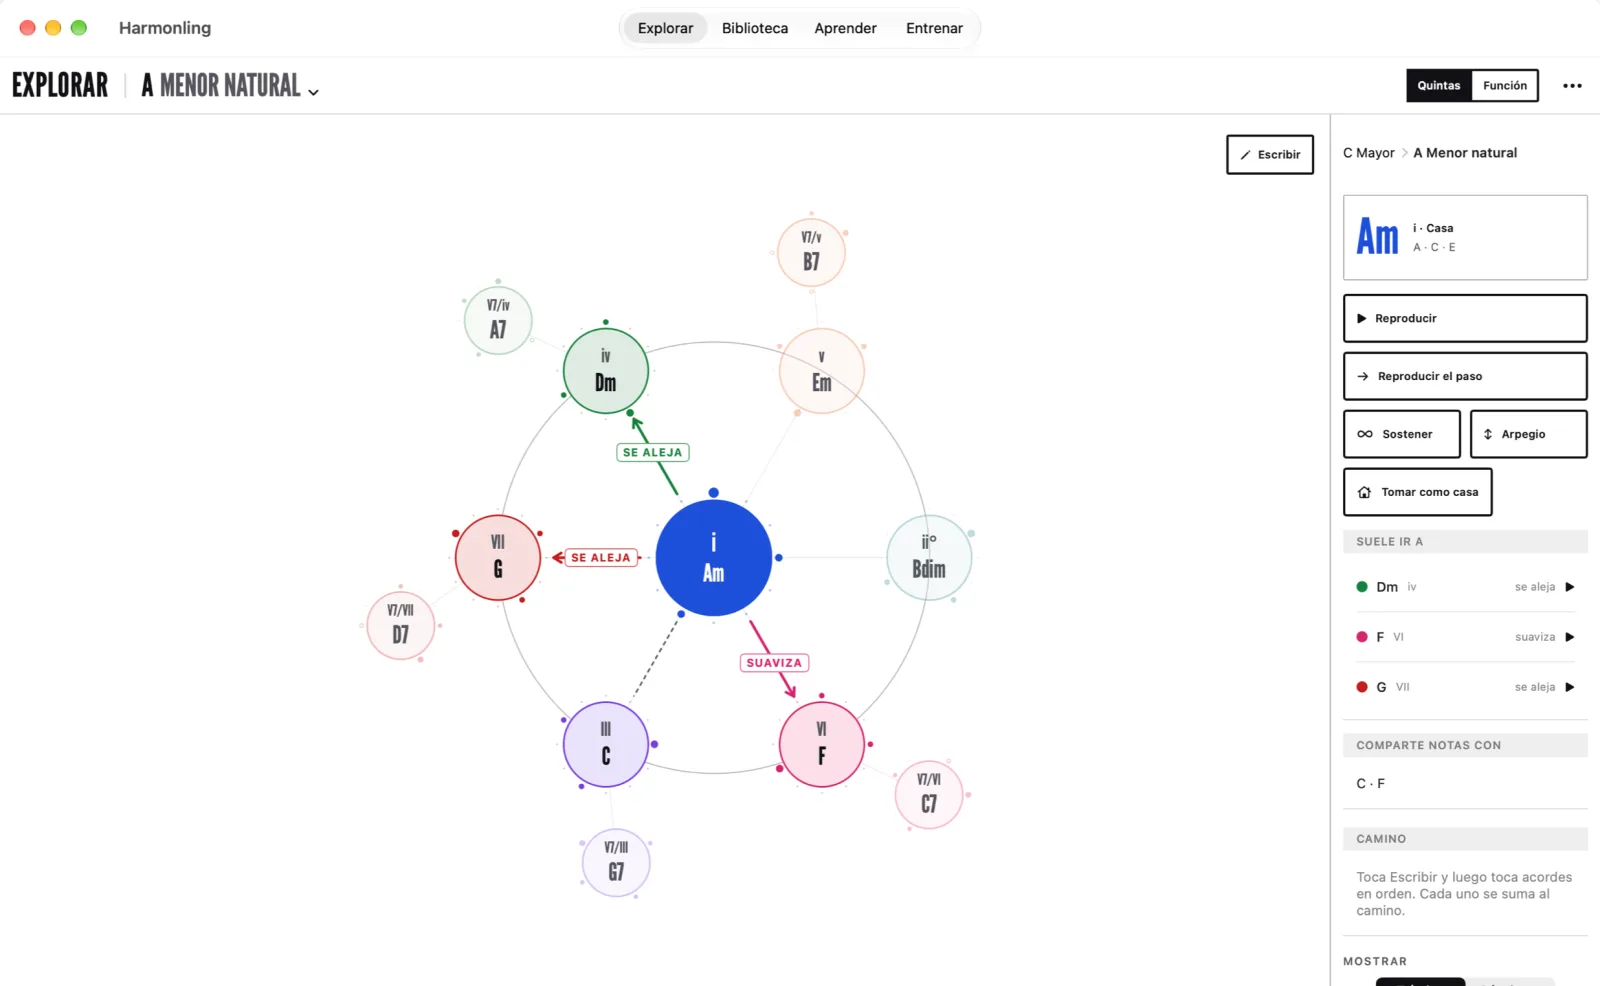 Harmonling
Explorar
Biblioteca
Aprender
Entrenar
EXPLORAR
A MENOR NATURAL
Quintas
Función
Escribir
C Mayor > A Menor natural
Am
i · Casa
A · C · E
Reproducir
Reproducir el paso
Sostener
Arpegio
Tomar como casa
SUELE IR A
Dm iv se aleja
F VI suaviza
G VII se aleja
COMPARTE NOTAS CON
C · F
CAMINO
Toca Escribir y luego toca acordes
en orden. Cada uno se suma al
camino.
MOSTRAR
V7/v
B7
V7/iv
A7
iv
Dm
v
Em
SE ALEJA
VII
G
SE ALEJA
i
Am
ii°
Bdim
V7/VII
D7
SUAVIZA
III
C
VI
F
V7/VI
C7
V7/III
G7